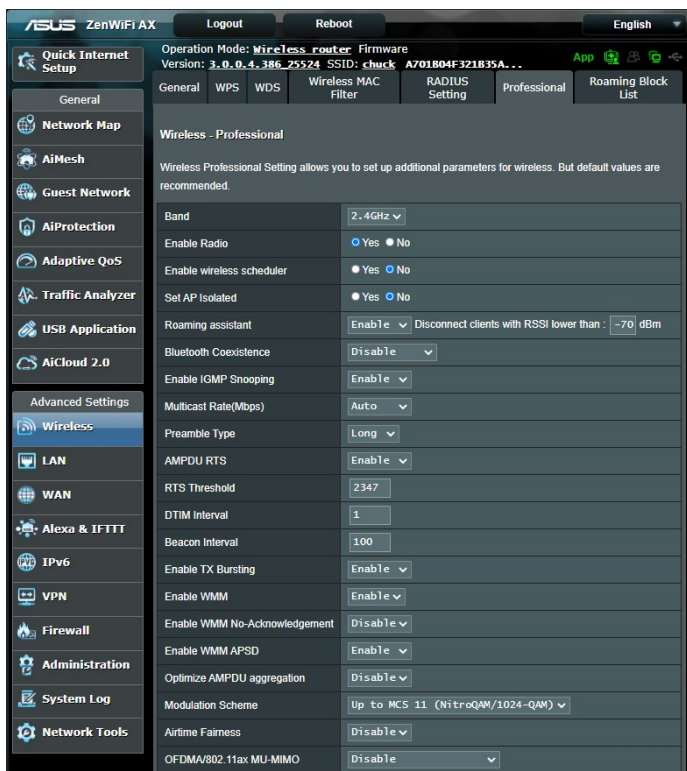 ASUS ZenWiFi AX Logout Reboot English
Quick Internet Setup
General
Network Map
AiMesh
Guest Network
AiProtection
Adaptive QoS
Traffic Analyzer
USB Application
AiCloud 2.0
Advanced Settings
Wireless
LAN
WAN
Alexa & IFTTT
IPv6
VPN
Firewall
Administration
System Log
Network Tools
Operation Mode: Wireless router Firmware
Version: 3.0.0.4.386_25524 SSID: chuck A701B04F321B35A... App
General WPS WDS Wireless MAC Filter RADIUS Setting Professional Roaming Block List
Wireless - Professional
Wireless Professional Setting allows you to set up additional parameters for wireless. But default values are
recommended.
Band 2.4GHz
Enable Radio Yes No
Enable wireless scheduler Yes No
Set AP Isolated Yes No
Roaming assistant Enable Disconnect clients with RSSI lower than : -70 dBm
Bluetooth Coexistence Disable
Enable IGMP Snooping Enable
Multicast Rate(Mbps) Auto
Preamble Type Long
AMPDU RTS Enable
RTS Threshold 2347
DTIM Interval 1
Beacon Interval 100
Enable TX Bursting Enable
Enable WMM Enable
Enable WMM No-Acknowledgement Disable
Enable WMM APSD Enable
Optimize AMPDU aggregation Disable
Modulation Scheme Up to MCS 11 (NitroQAM/1024-QAM)
Airtime Fairness Disable
OFDMA/802.11ax MU-MIMO Disable